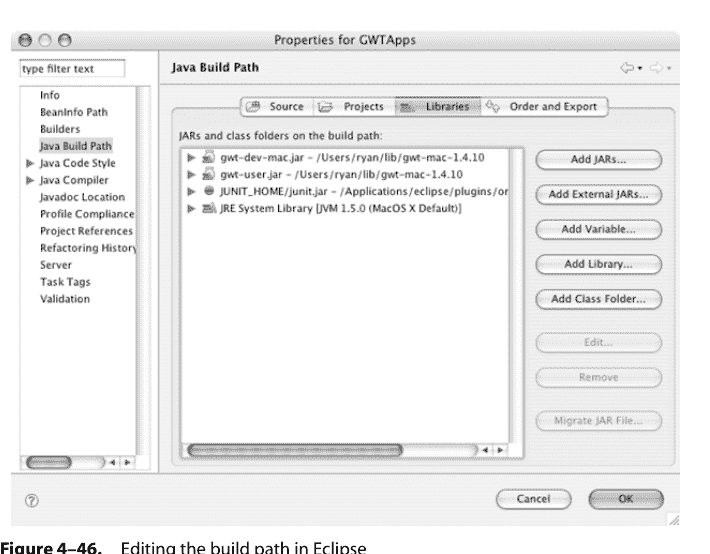 Properties for GWTApps
type filter text
Java Build Path
Info
BeanInfo Path
Builders
Java Build Path
Java Code Style
Java Compiler
Javadoc Location
Profile Compliance
Project References
Refactoring History
Server
Task Tags
Validation
Source Projects Libraries Order and Export
JARs and class folders on the build path:
gwt-dev-mac.jar - /Users/ryan/lib/gwt-mac-1.4.10
gwt-user.jar - /Users/ryan/lib/gwt-mac-1.4.10
JUNIT_HOME/junit.jar - /Applications/eclipse/plugins/or
JRE System Library [JVM 1.5.0 (MacOS X Default)]
Add JARs...
Add External JARs...
Add Variable...
Add Library...
Add Class Folder...
Edit...
Remove
Migrate JAR File...
?
Cancel OK
Figure 4–46. Editing the build path in Eclipse